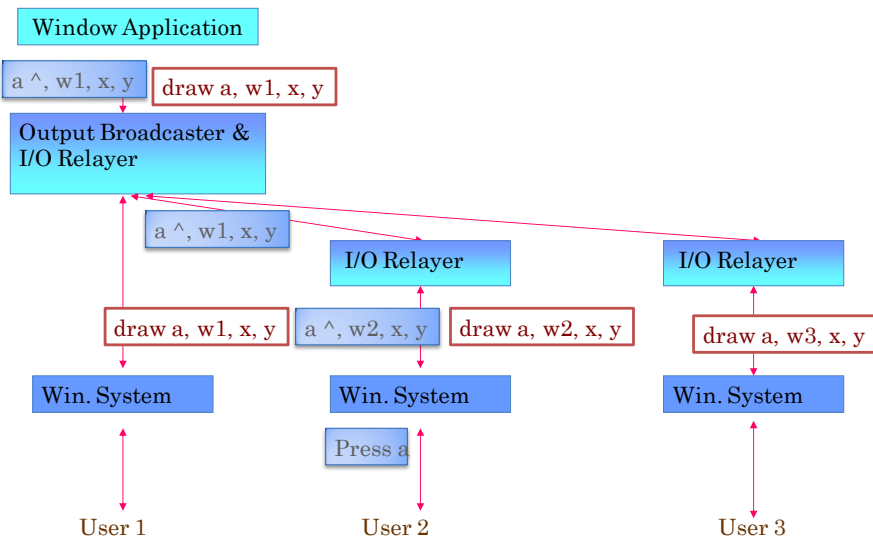 Window Application
a ^, w1, x, y
draw a, w1, x, y
Output Broadcaster &
I/O Relayer
a ^, w1, x, y
I/O Relayer
I/O Relayer
draw a, w1, x, y
a ^, w2, x, y
draw a, w2, x, y
draw a, w3, x, y
Win. System
Win. System
Win. System
Press a
User 1
User 2
User 3